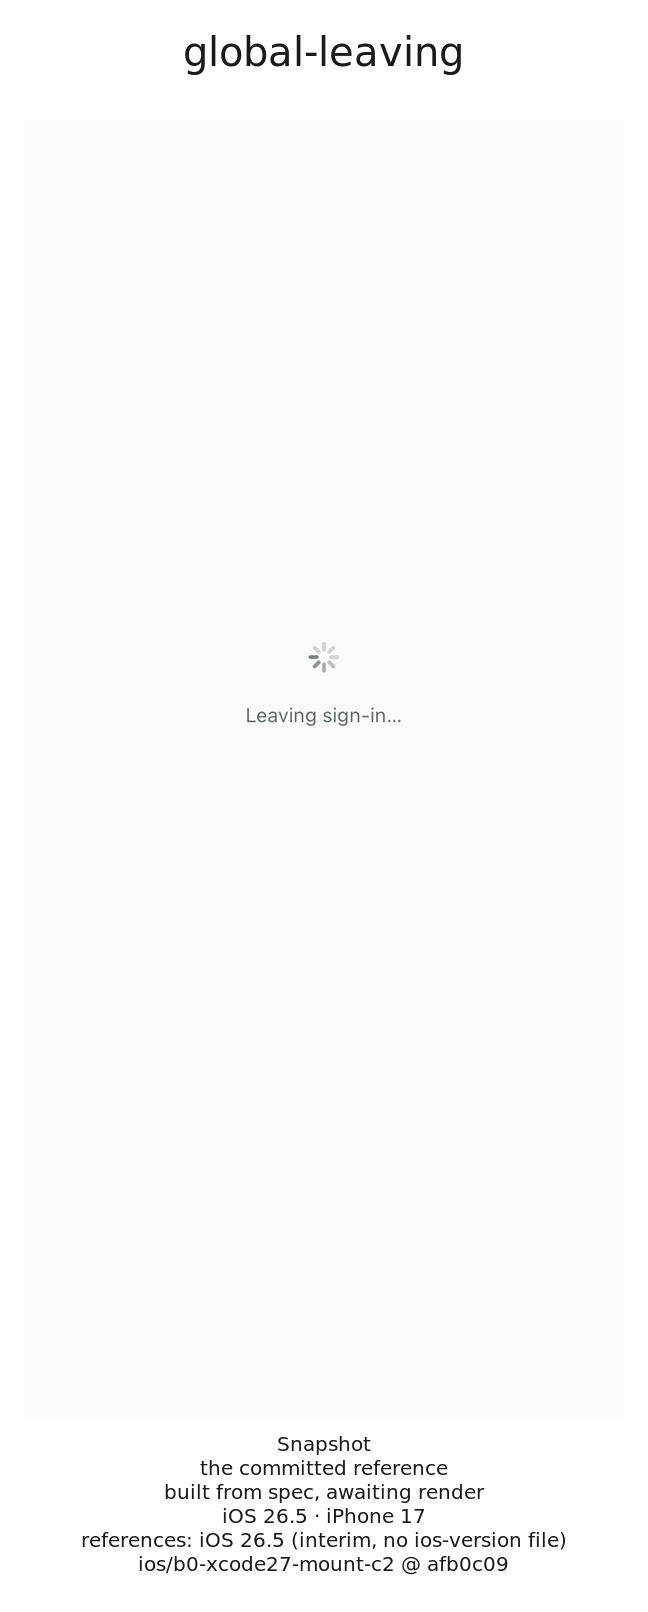 global-leaving
Leaving sign-in...
Snapshot
the committed reference
built from spec, awaiting render
iOS 26.5 · iPhone 17
references: iOS 26.5 (interim, no ios-version file)
ios/b0-xcode27-mount-c2 @ afb0c09